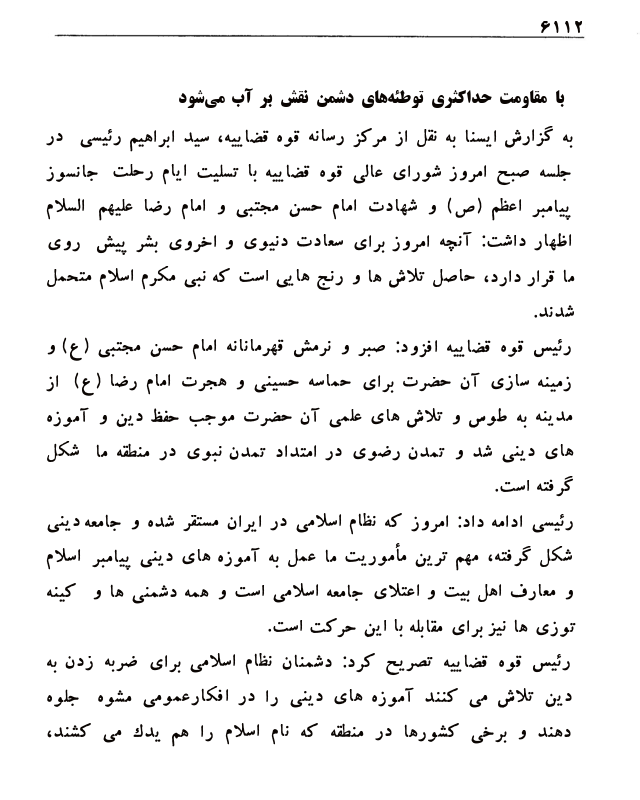 ۶۱۱۲
با مقاومت حداکثری توطئه‌های دشمن نقش بر آب می‌شود
به گزارش ایسنا به نقل از مرکز رسانه قوه قضاییه، سید ابراهیم رئیسی در
جلسه صبح امروز شورای عالی قوه قضاییه با تسلیت ایام رحلت جانسوز
پیامبر اعظم (ص) و شهادت امام حسن مجتبی و امام رضا علیهم السلام
اظهار داشت: آنچه امروز برای سعادت دنیوی و اخروی بشر پیش روی
ما قرار دارد، حاصل تلاش ها و رنج هایی است که نبی مکرم اسلام متحمل
شدند.
رئیس قوه قضاییه افزود: صبر و نرمش قهرمانانه امام حسن مجتبی (ع) و
زمینه سازی آن حضرت برای حماسه حسینی و هجرت امام رضا (ع) از
مدینه به طوس و تلاش های علمی آن حضرت موجب حفظ دین و آموزه
های دینی شد و تمدن رضوی در امتداد تمدن نبوی در منطقه ما شکل
گرفته است.
رئیسی ادامه داد: امروز که نظام اسلامی در ایران مستقر شده و جامعه دینی
شکل گرفته، مهم ترین مأموریت ما عمل به آموزه های دینی پیامبر اسلام
و معارف اهل بیت و اعتلای جامعه اسلامی است و همه دشمنی ها و کینه
توزی ها نیز برای مقابله با این حرکت است.
رئیس قوه قضاییه تصریح کرد: دشمنان نظام اسلامی برای ضربه زدن به
دین تلاش می کنند آموزه های دینی را در افکارعمومی مشوه جلوه
دهند و برخی کشورها در منطقه که نام اسلام را هم یدك می کشند،